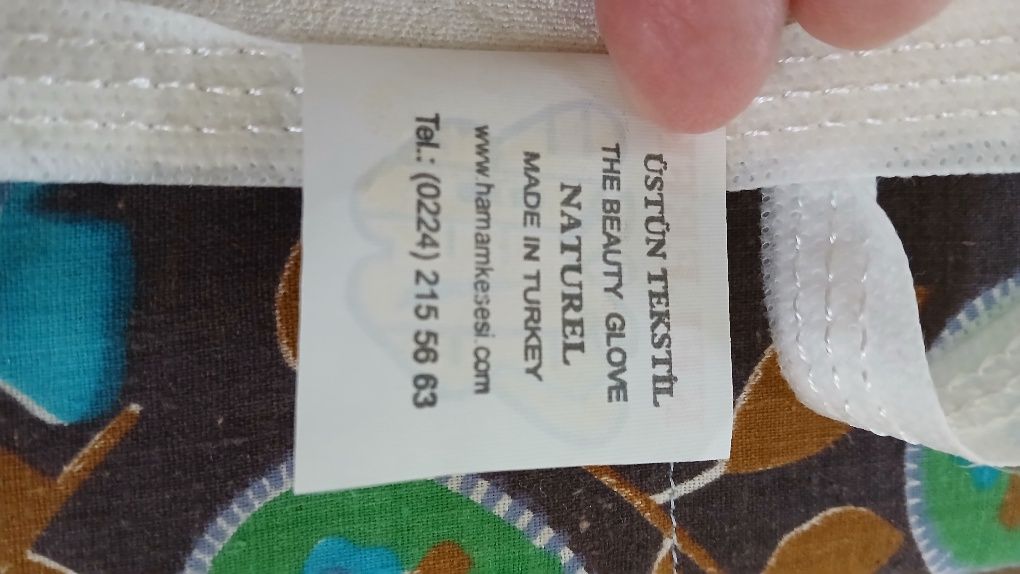 ÜSTÜN TEKSTİL
THE BEAUTY GLOVE
NATUREL
MADE IN TURKEY
www.hamamkesesi.com
Tel.: (0224) 215 56 63